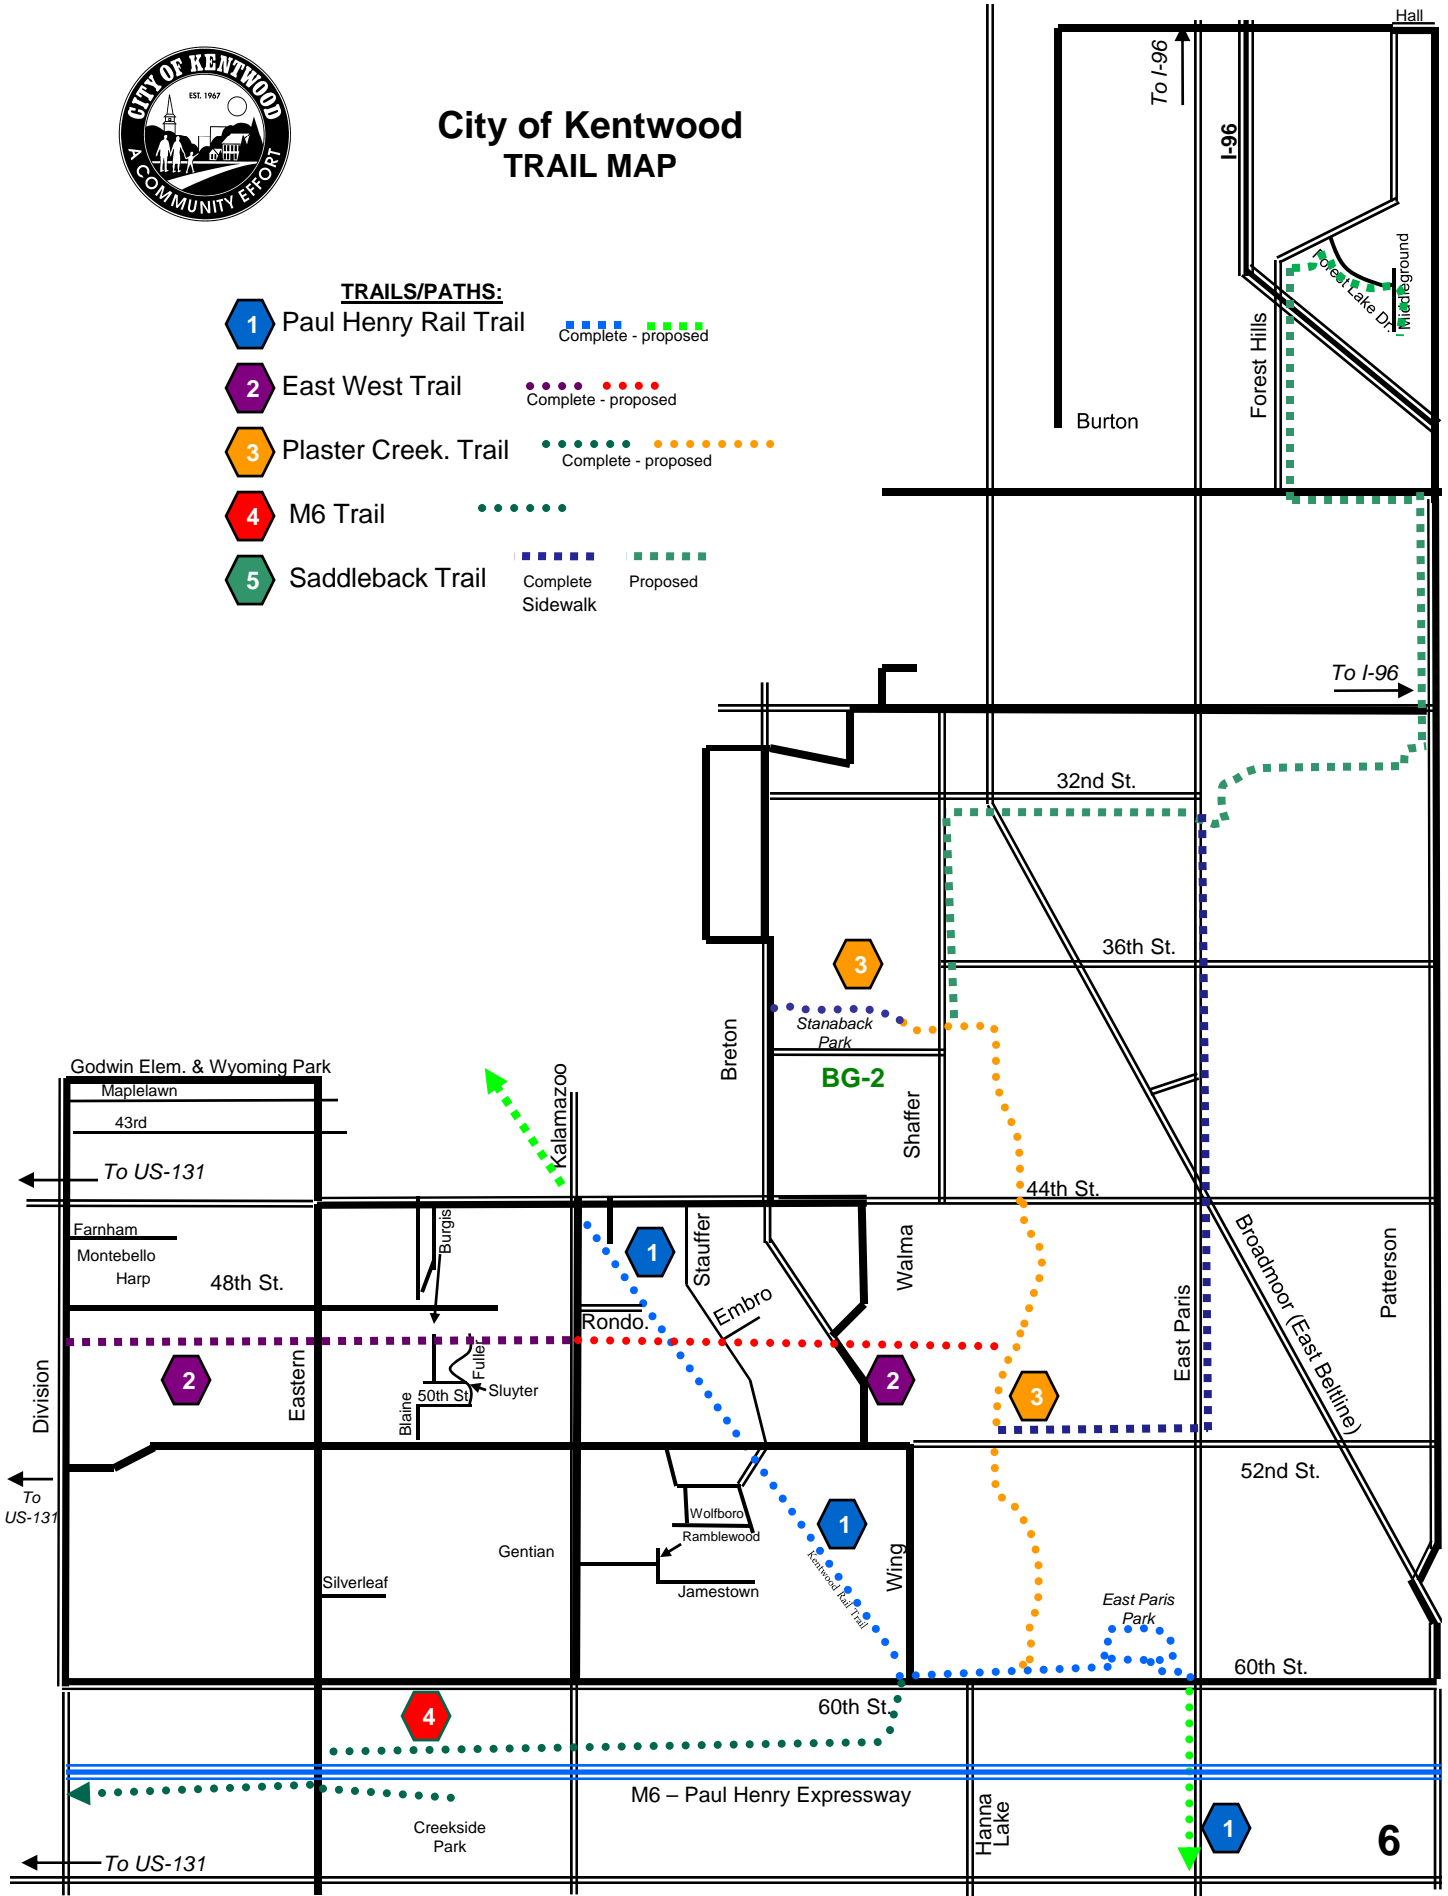 Hall
To I-96
CITY OF KENTWOOD
EST. 1967
A COMMUNITY EFFORT
City of Kentwood
TRAIL MAP
I-96
Forest Lake Dr.
Middleground
TRAILS/PATHS:
1 Paul Henry Rail Trail
Complete - proposed
2 East West Trail
Complete - proposed
3 Plaster Creek. Trail
Complete - proposed
4 M6 Trail
5 Saddleback Trail
Complete
Sidewalk
Proposed
Forest Hills
Burton
To I-96
32nd St.
36th St.
3
Stanaback
Park
BG-2
Breton
Shaffer
Godwin Elem. & Wyoming Park
Maplelawn
43rd
Kalamazoo
To US-131
44th St.
Farnham
Montebello
Harp
48th St.
Burgis
1
Stauffer
Walma
Embro
Rondo.
East Paris
Broadmoor (East Beltline)
Patterson
Division
2
Eastern
Fuller
50th St
Sluyter
Blaine
2
3
52nd St.
To
US-131
Wolfboro
Ramblewood
Gentian
Jamestown
Silverleaf
1
Kentwood Rail Trail
Wing
East Paris
Park
60th St.
60th St.
4
M6 – Paul Henry Expressway
Creekside
Park
Hanna
Lake
1
6
To US-131